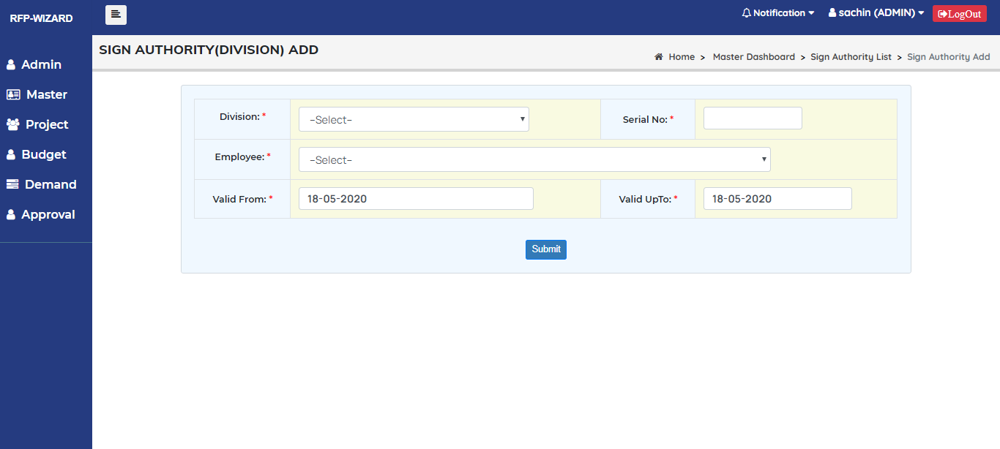 RFP-WIZARD
Notification
sachin (ADMIN)
LogOut
SIGN AUTHORITY(DIVISION) ADD
Home > Master Dashboard > Sign Authority List > Sign Authority Add
Admin
Master
Project
Budget
Demand
Approval
Division: *
-Select-
Serial No: *
Employee: *
-Select-
Valid From: *
18-05-2020
Valid UpTo: *
18-05-2020
Submit